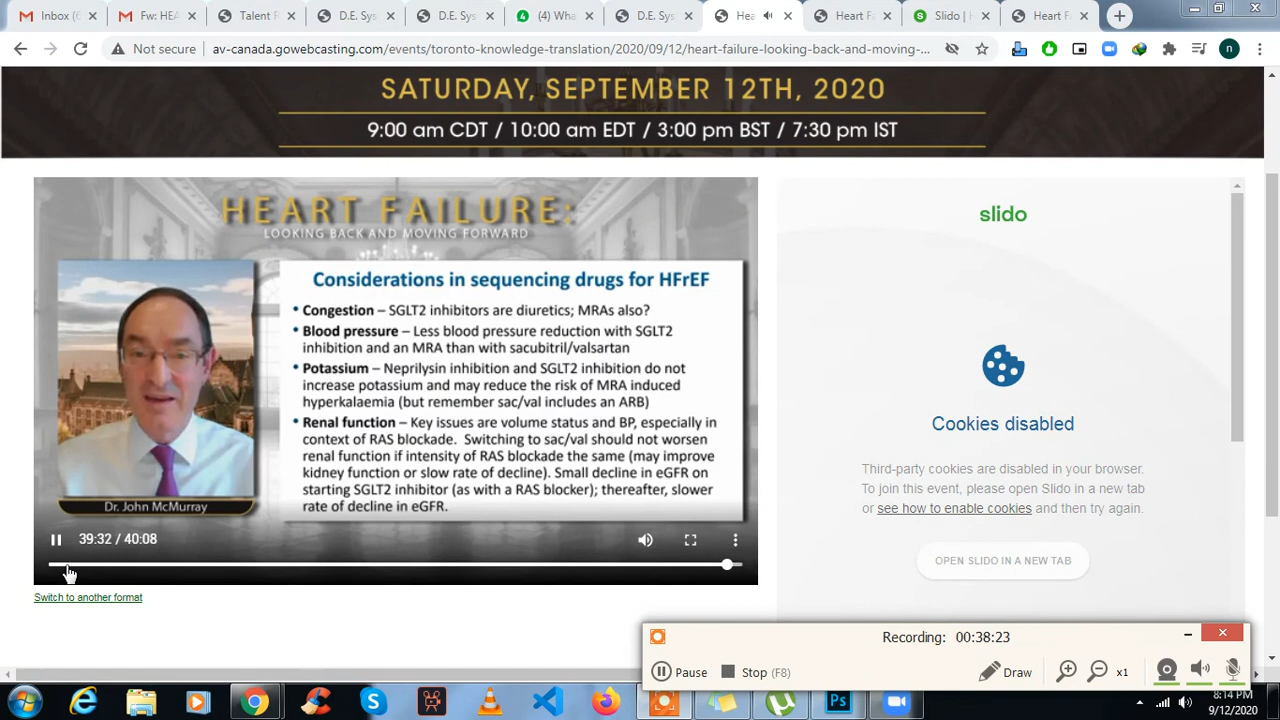 Inbox (6
Fw: HEA
Talent F
D.E. Sys
D.E. Sys
(4) Wha
D.E. Sys
Hea
Heart Fa
Slido | H
Heart F
Not secure
av-canada.gowebcasting.com/events/toronto-knowledge-translation/2020/09/12/heart-failure-looking-back-and-moving-...
n
SATURDAY, SEPTEMBER 12TH, 2020
9:00 am CDT / 10:00 am EDT / 3:00 pm BST / 7:30 pm IST
HEART FAILURE:
LOOKING BACK AND MOVING FORWARD
Considerations in sequencing drugs for HFrEF
• Congestion – SGLT2 inhibitors are diuretics; MRAs also?
• Blood pressure – Less blood pressure reduction with SGLT2
inhibition and an MRA than with sacubitril/valsartan
• Potassium – Neprilysin inhibition and SGLT2 inhibition do not
increase potassium and may reduce the risk of MRA induced
hyperkalaemia (but remember sac/val includes an ARB)
• Renal function – Key issues are volume status and BP, especially in
context of RAS blockade. Switching to sac/val should not worsen
renal function if intensity of RAS blockade the same (may improve
kidney function or slow rate of decline). Small decline in eGFR on
starting SGLT2 inhibitor (as with a RAS blocker); thereafter, slower
rate of decline in eGFR.
Dr. John McMurray
39:32 / 40:08
Switch to another format
slido
Cookies disabled
Third-party cookies are disabled in your browser.
To join this event, please open Slido in a new tab
or see how to enable cookies and then try again.
OPEN SLIDO IN A NEW TAB
Recording: 00:38:23
Pause
Stop (F8)
Draw
x1
Ps
8:14 PM
9/12/2020